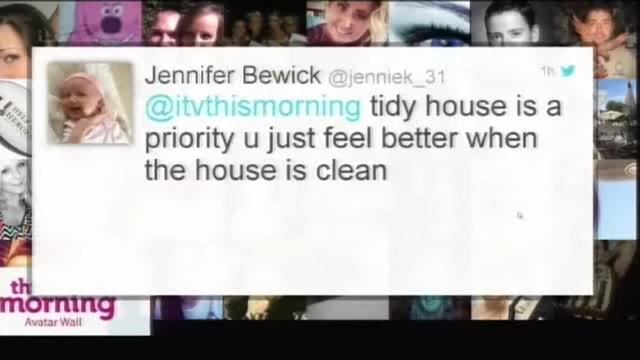 Jennifer Bewick @jenniek_31
1h
@itvthismorning tidy house is a
priority u just feel better when
the house is clean
morning
Avatar Wall